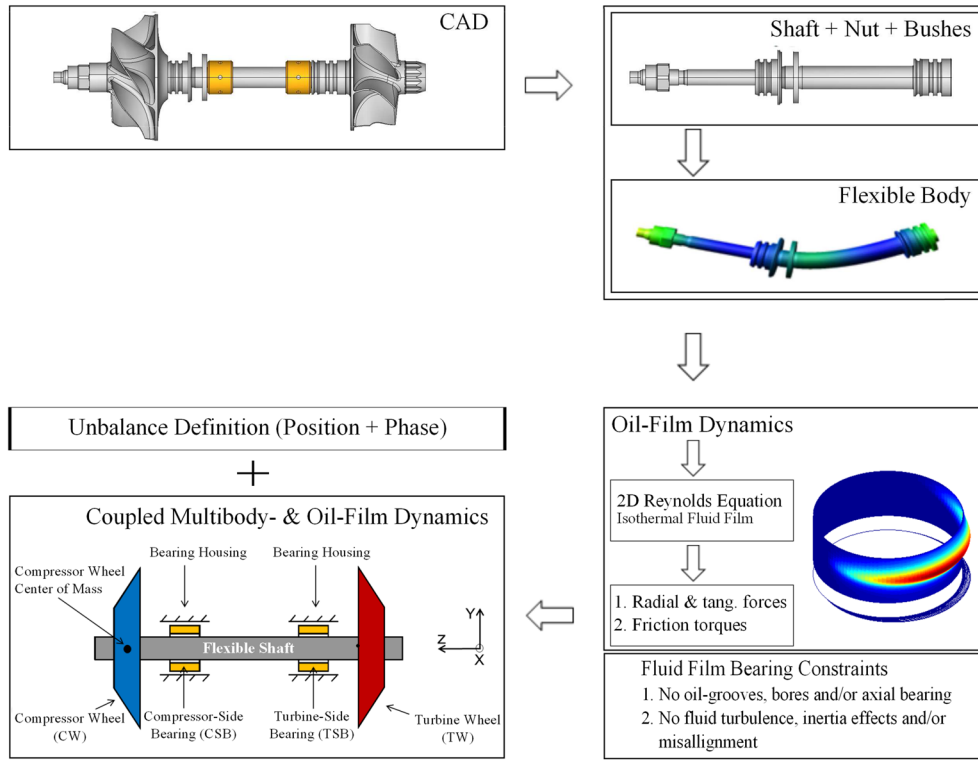 CAD
Shaft + Nut + Bushes
Flexible Body
Unbalance Definition (Position + Phase)
+
Coupled Multibody- & Oil-Film Dynamics
Bearing Housing
Bearing Housing
Compressor Wheel
Center of Mass
Y
Z
X
Flexible Shaft
Compressor Wheel
(CW)
Compressor-Side
Bearing (CSB)
Turbine-Side
Bearing (TSB)
Turbine Wheel
(TW)
Oil-Film Dynamics
2D Reynolds Equation
Isothermal Fluid Film
1. Radial & tang. forces
2. Friction torques
Fluid Film Bearing Constraints
1. No oil-grooves, bores and/or axial bearing
2. No fluid turbulence, inertia effects and/or
misallignment